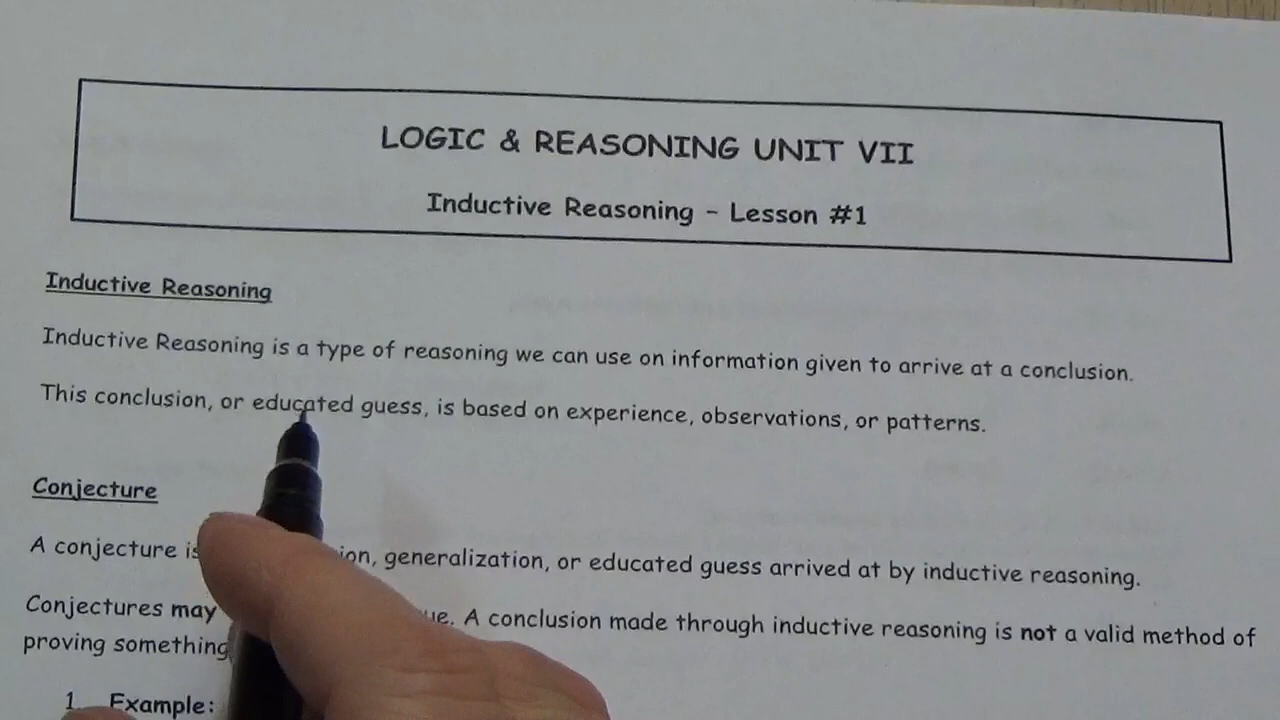 LOGIC & REASONING UNIT VII
Inductive Reasoning – Lesson #1
Inductive Reasoning
Inductive Reasoning is a type of reasoning we can use on information given to arrive at a conclusion.
This conclusion, or educated guess, is based on experience, observations, or patterns.
Conjecture
A conjecture is generalization, or educated guess arrived at by inductive reasoning.
Conjectures may A conclusion made through inductive reasoning is not a valid method of
proving something
1. Example: